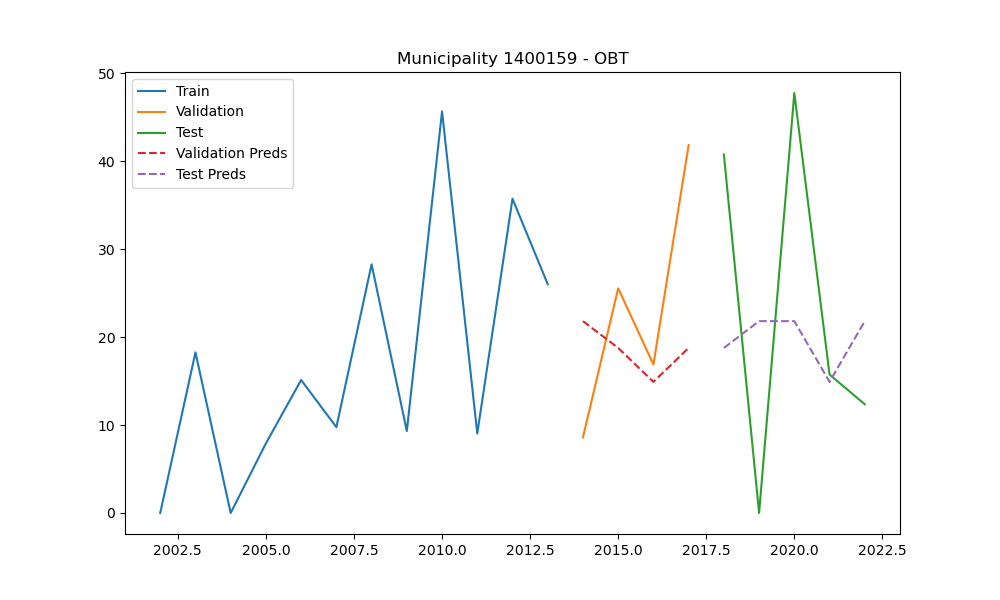 Municipality 1400159 - OBT
50
40
30
20
10
0
Train
Validation
Test
Validation Preds
Test Preds
2002.5 2005.0 2007.5 2010.0 2012.5 2015.0 2017.5 2020.0 2022.5